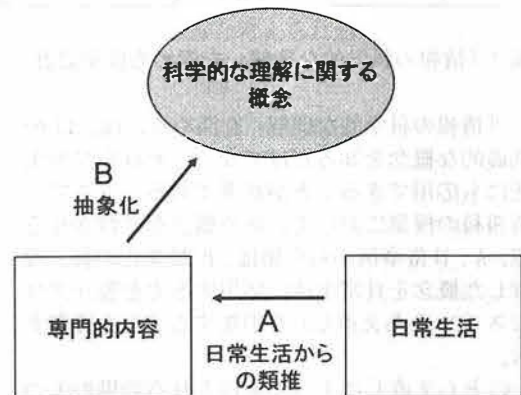 科学的な理解に関する
概念
B
抽象化
専門的内容
A
日常生活から
の類推
日常生活